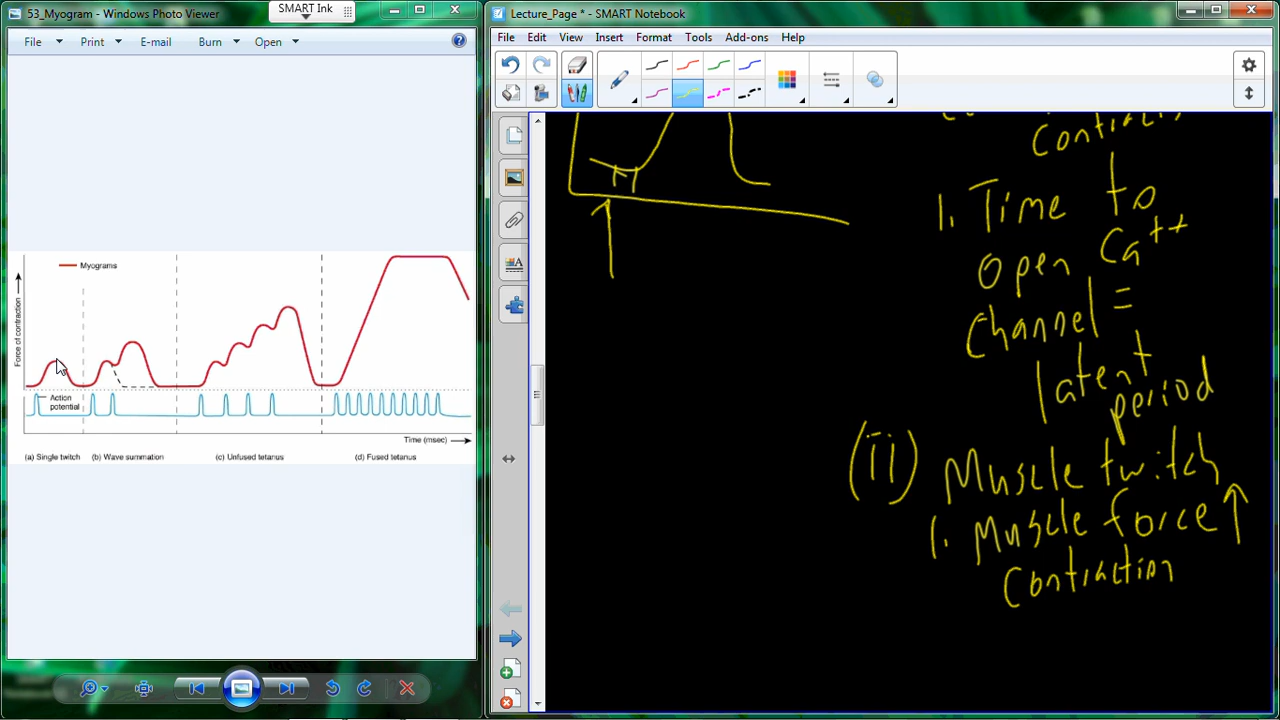 53_Myogram - Windows Photo Viewer
SMART Ink
File Print E-mail Burn Open
Myograms
Force of contraction
Action
potential
Time (msec)
(a) Single twitch (b) Wave summation (c) Unfused tetanus (d) Fused tetanus
Lecture_Page * - SMART Notebook
File Edit View Insert Format Tools Add-ons Help
1. Time to
open Ca++
channel =
latent
period
(ii) Muscle twitch
1. Muscle force ↑
contraction